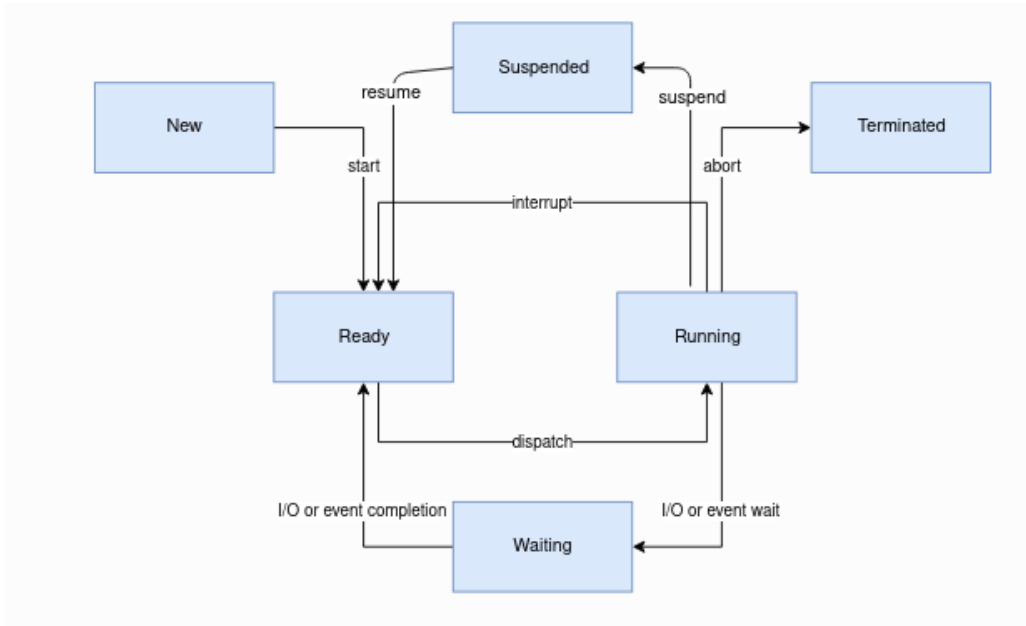 Suspended
resume
suspend
New
Terminated
start
abort
interrupt
Ready
Running
dispatch
I/O or event completion
I/O or event wait
Waiting